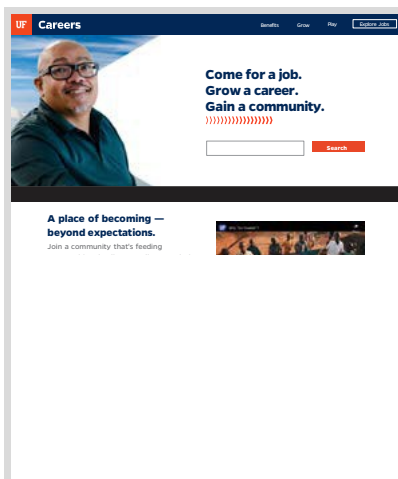 UF Careers Benefits Grow Play Explore Jobs
Come for a job.
Grow a career.
Gain a community.
Search
A place of becoming —
beyond expectations.
Join a community that's feeding